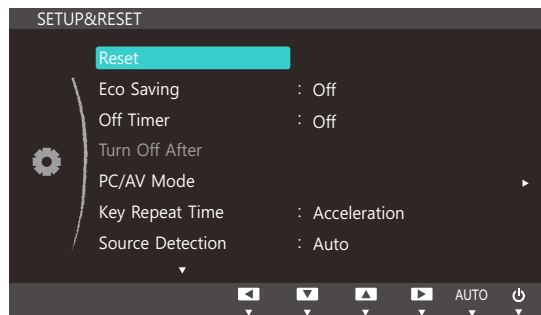 SETUP&RESET
Reset
Eco Saving : Off
Off Timer : Off
Turn Off After
PC/AV Mode
Key Repeat Time : Acceleration
Source Detection : Auto
AUTO